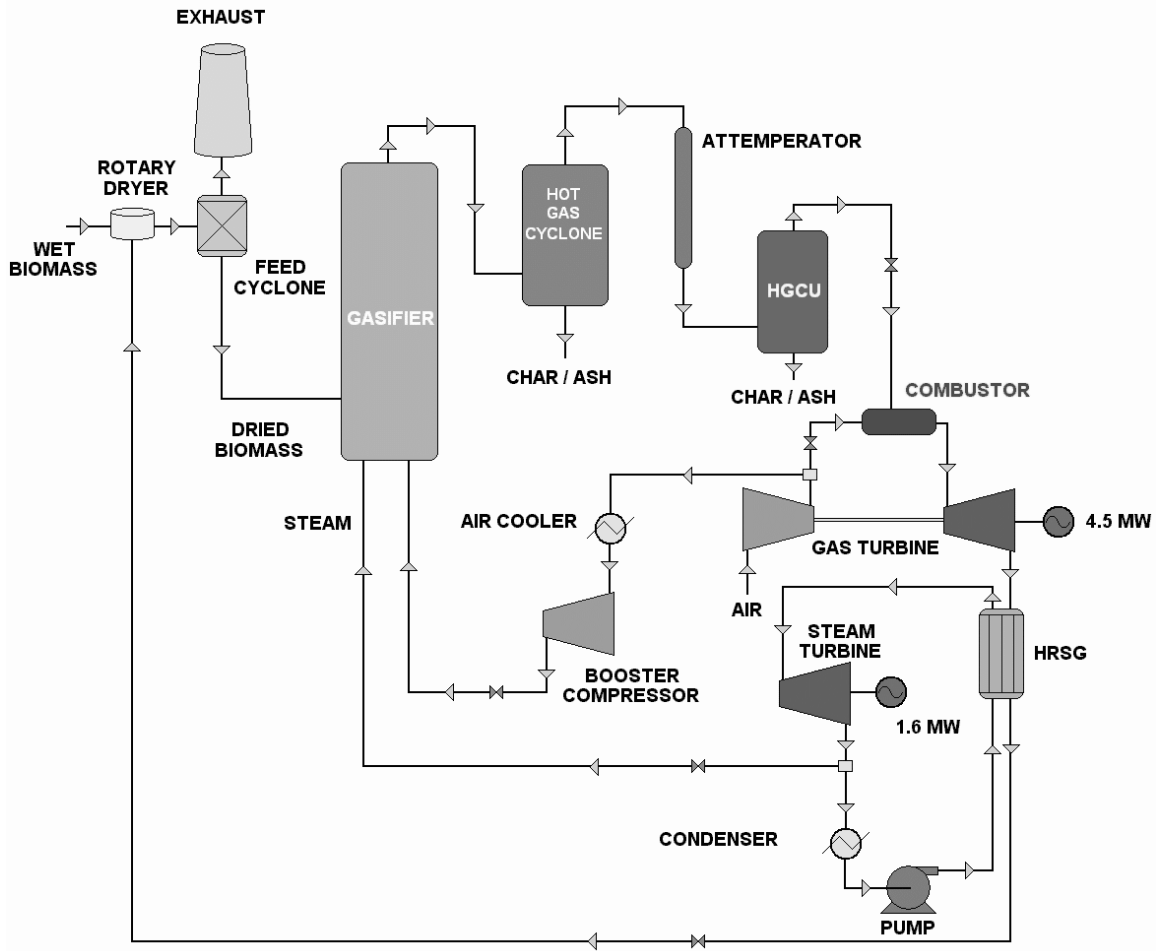 EXHAUST
ROTARY
DRYER
WET
BIOMASS
FEED
CYCLONE
DRIED
BIOMASS
GASIFIER
HOT
GAS
CYCLONE
CHAR / ASH
ATTEMPERATOR
HGCU
CHAR / ASH
COMBUSTOR
STEAM
AIR COOLER
GAS TURBINE
4.5 MW
AIR
BOOSTER
COMPRESSOR
STEAM
TURBINE
HRSG
1.6 MW
CONDENSER
PUMP